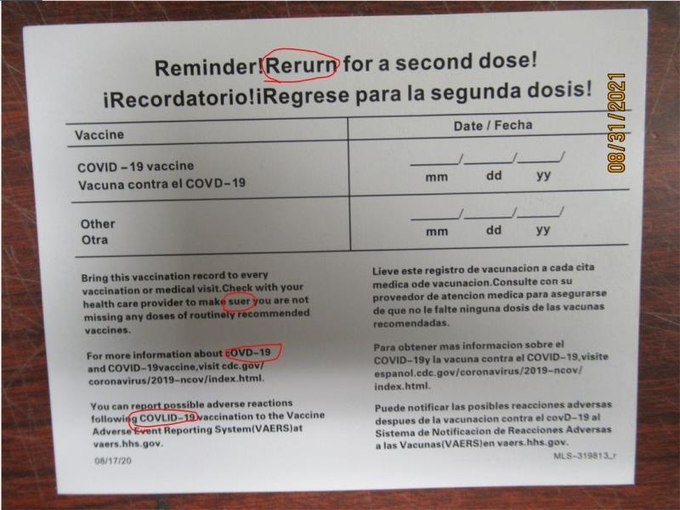 Reminder!Rerurn for a second dose!
iRecordatorio!iRegrese para la segunda dosis!
08/31/2021
Vaccine
Date / Fecha
COVID – 19 vaccine
Vacuna contra el COVD–19
___/___/___
mm dd yy
Other
Otra
___/___/___
mm dd yy
Bring this vaccination record to every
vaccination or medical visit.Check with your
health care provider to make suer you are not
missing any doses of routinely recommended
vaccines.
For more information about cOVD–19
and COVID–19vaccine,visit cdc.gov/
coronavirus/2019–ncov/index.html.
You can report possible adverse reactions
following COVLID–19 vaccination to the Vaccine
Adverse Event Reporting System(VAERS)at
vaers.hhs.gov.
08/17/20
Lieve este registro de vacunacion a cada cita
medica ode vacunacion.Consulte con su
proveedor de atencion medica para asegurarse
de que no le falte ninguna dosis de las vacunas
recomendadas.
Para obtener mas informacion sobre el
COVID–19y la vacuna contra el COVID–19,visite
espanol.cdc.gov/coronavirus/2019–ncov/
index.html.
Puede notificar las posibles reacciones adversas
despues de la vacunacion contra el covD–19 al
Sistema de Notificacion de Reacciones Adversas
a las Vacunas(VAERS)en vaers.hhs.gov.
MLS–319813_r